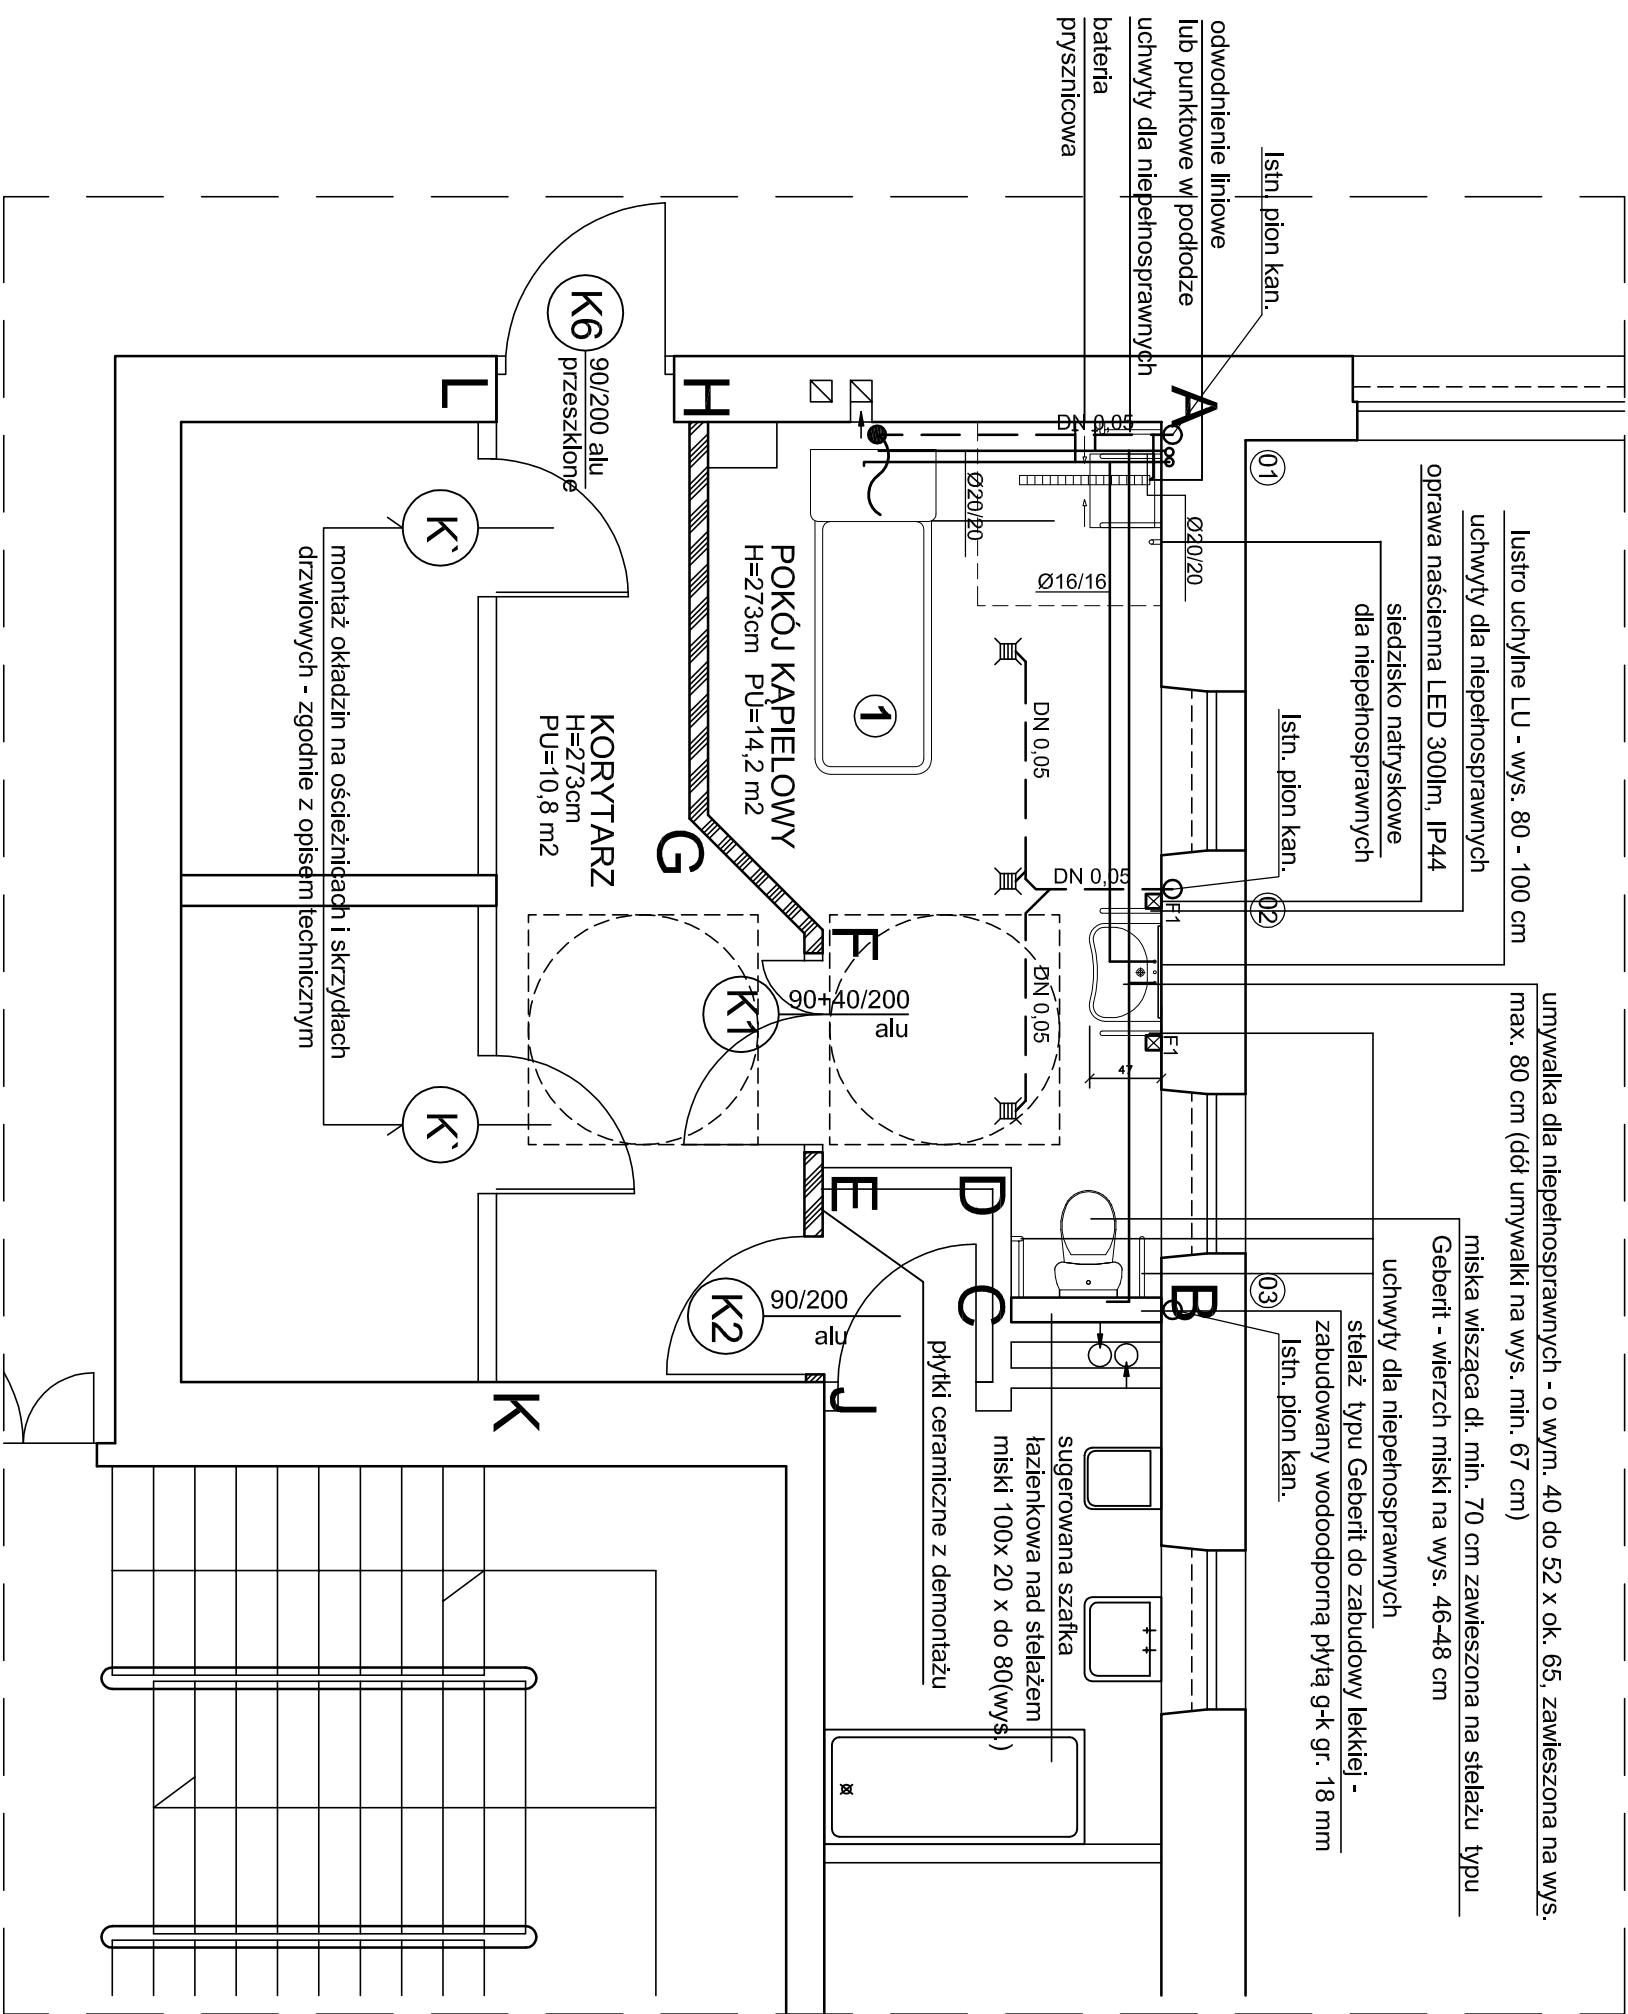 odwodnienie liniowe
lub punktowe w podłodze
uchwyty dla niepełnosprawnych
bateria
prysznicowa
Istn. pion kan.
lustro uchylne LU - wys. 80 - 100 cm
uchwyty dla niepełnosprawnych
oprawa naścienna LED 300lm, IP44
siedzisko natryskowe
dla niepełnosprawnych
Istn. pion kan.
umywalka dla niepełnosprawnych - o wym. 40 do 52 x ok. 65, zawieszona na wys.
max. 80 cm (dół umywalki na wys. min. 67 cm)
miska wisząca dł. min. 70 cm zawieszona na stelażu typu
Geberit - wierzch miski na wys. 46-48 cm
uchwyty dla niepełnosprawnych
stelaż typu Geberit do zabudowy lekkiej -
zabudowany wodoodporną płytą g-k gr. 18 mm
Istn. pion kan.
01
02
03
A
B
C
D
E
F
G
H
J
K
L
DN 0,05
Ø20/20
Ø20/20
Ø16/16
DN 0,05
DN 0,05
DN 0,05
F1
F1
47
1
POKÓJ KĄPIELOWY
H=273cm PU=14,2 m2
KORYTARZ
H=273cm
PU=10,8 m2
K6
90/200 alu
przeszklone
K1
90+40/200
alu
K2
90/200
alu
K`
K`
montaż okładzin na ościeżnicach i skrzydłach
drzwiowych - zgodnie z opisem technicznym
sugerowana szafka
łazienkowa nad stelażem
miski 100x 20 x do 80(wys.)
płytki ceramiczne z demontażu